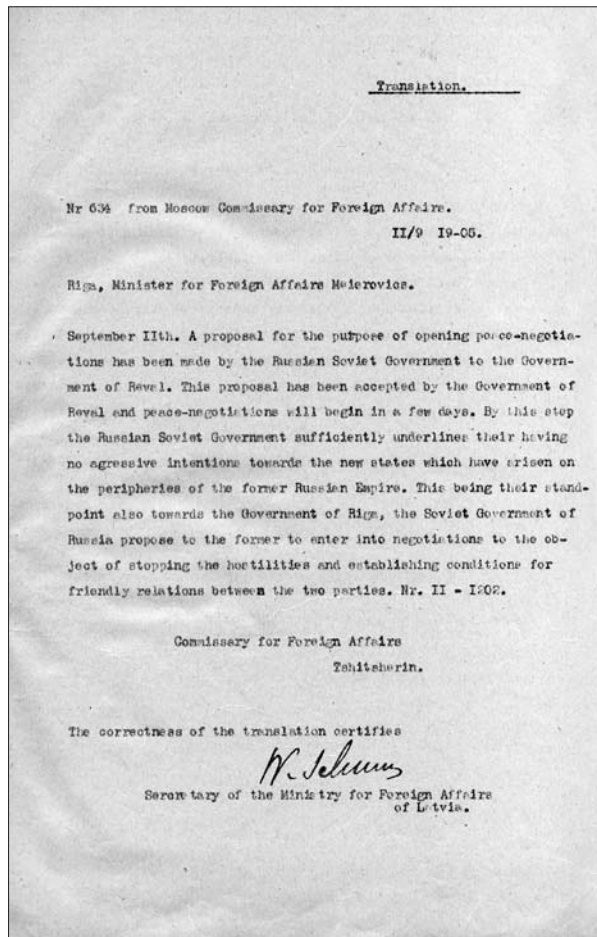 Translation.
Nr 634 from Moscow Commissary for Foreign Affairs.
II/9 I9-05.
Riga, Minister for Foreign Affairs Meierovics.
September IIth. A proposal for the purpose of opening peace-negotia-
tions has been made by the Russian Soviet Government to the Govern-
ment of Reval. This proposal has been accepted by the Government of
Reval and peace-negotiations will begin in a few days. By this step
the Russian Soviet Government sufficiently underlines their having
no agressive intentions towards the new states which have arisen on
the peripheries of the former Russian Empire. This being their stand-
point also towards the Government of Riga, the Soviet Government of
Russia propose to the former to enter into negotiations to the ob-
ject of stopping the hostilities and establishing conditions for
friendly relations between the two parties. Nr. II - I202.
Commissary for Foreign Affairs
Tshitsherin.
The correctness of the translation certifies
W.
Secretary of the Ministry for Foreign Affairs
of Latvia.